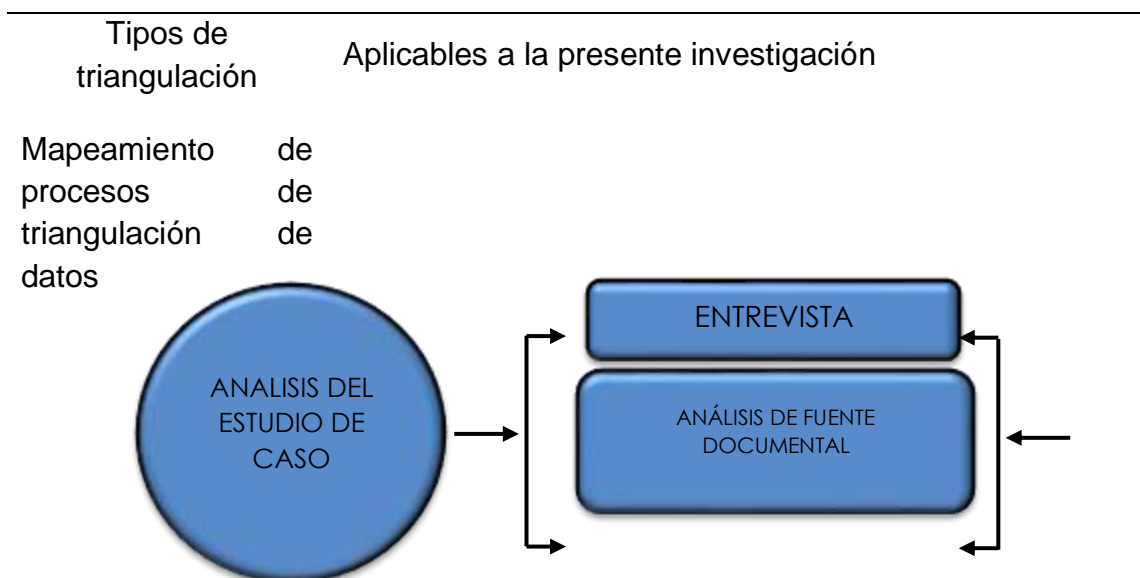 Tipos de
triangulación
Aplicables a la presente investigación
Mapeamiento de
procesos de
triangulación de
datos
ANALISIS DEL
ESTUDIO DE
CASO
ENTREVISTA
ANÁLISIS DE FUENTE
DOCUMENTAL